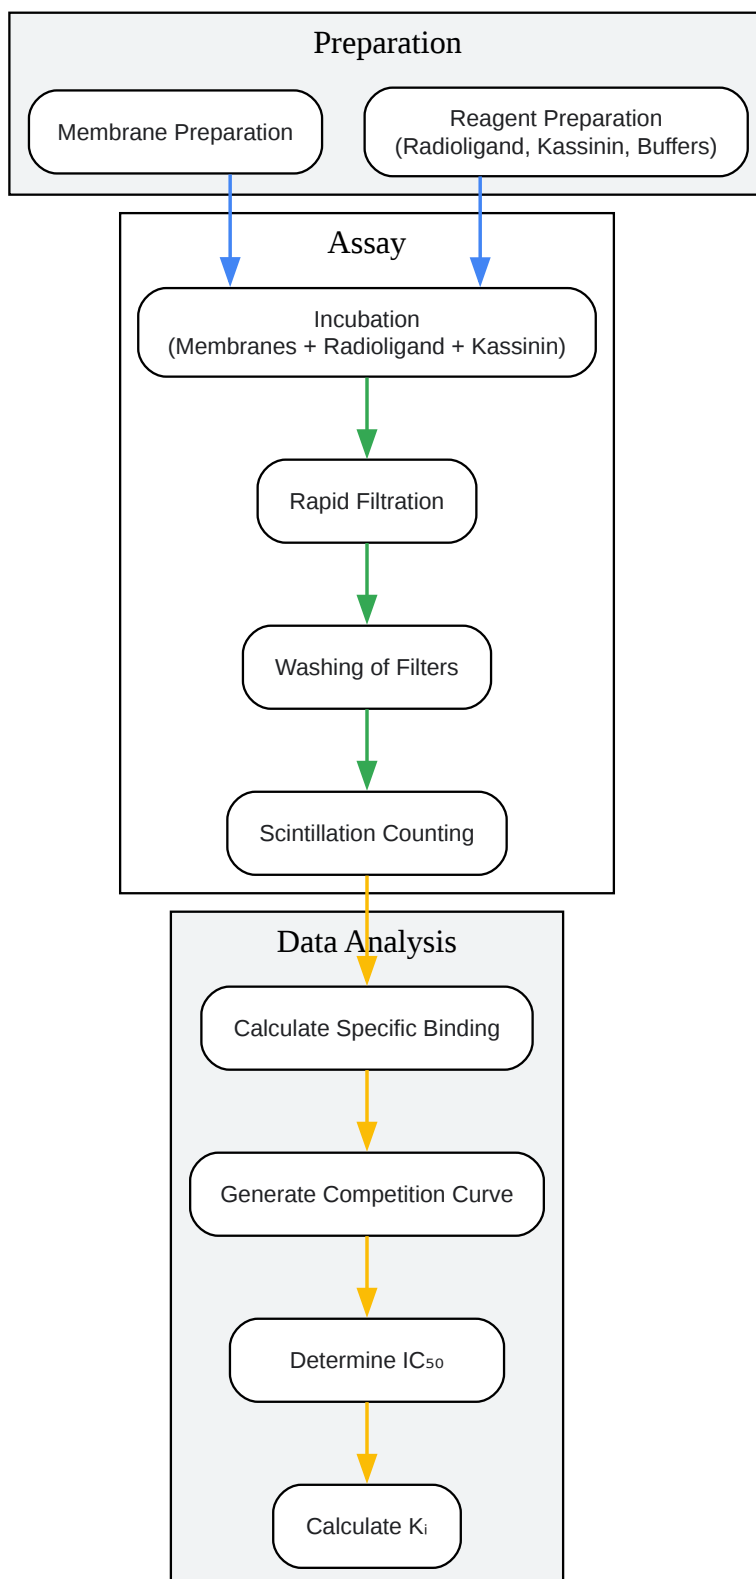 Preparation
Membrane Preparation
Reagent Preparation
(Radioligand, Kassinin, Buffers)
Assay
Incubation
(Membranes + Radioligand + Kassinin)
Rapid Filtration
Washing of Filters
Scintillation Counting
Data Analysis
Calculate Specific Binding
Generate Competition Curve
Determine IC₅₀
Calculate Kᵢ